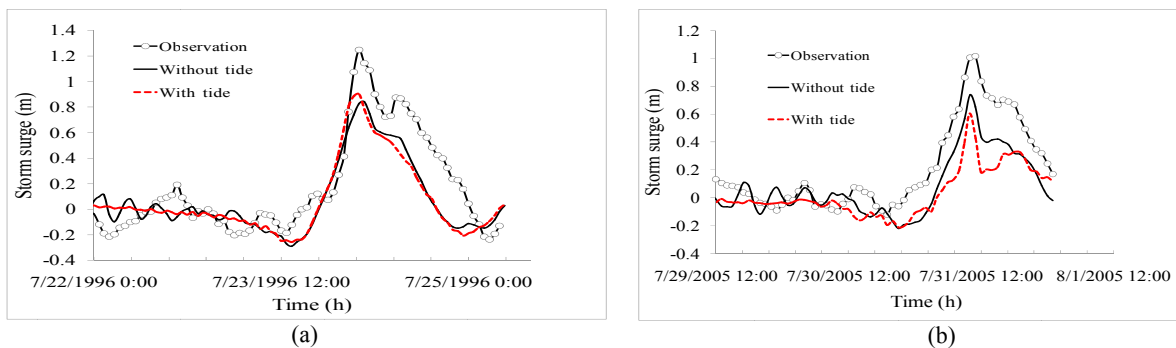 1.4
1.2
1
0.8
0.6
0.4
0.2
0
-0.2
-0.4
Storm surge (m)
Observation
Without tide
With tide
7/22/1996 0:00 7/23/1996 12:00 7/25/1996 0:00
Time (h)
(a)
1.2
1
0.8
0.6
0.4
0.2
0
-0.2
-0.4
Storm surge (m)
Observation
Without tide
With tide
7/29/2005 12:00 7/30/2005 12:00 7/31/2005 12:00 8/1/2005 12:00
Time (h)
(b)